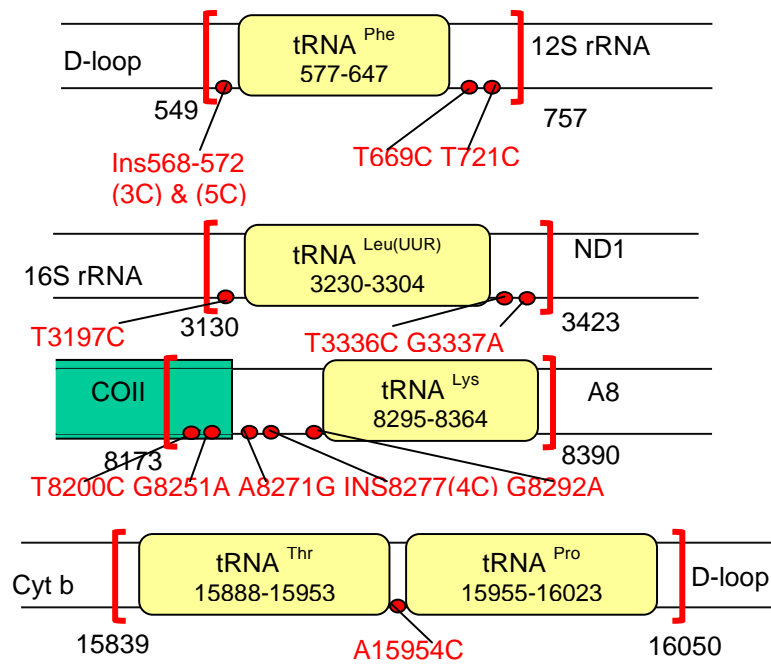 tRNA Phe
577-647
D-loop
12S rRNA
549
757
Ins568-572
(3C) & (5C)
T669C T721C
tRNA Leu(UUR)
3230-3304
16S rRNA
ND1
3130
3423
T3197C
T3336C G3337A
COII
tRNA Lys
8295-8364
A8
8173
8390
T8200C G8251A A8271G INS8277(4C) G8292A
tRNA Thr
15888-15953
tRNA Pro
15955-16023
Cyt b
D-loop
15839
A15954C
16050